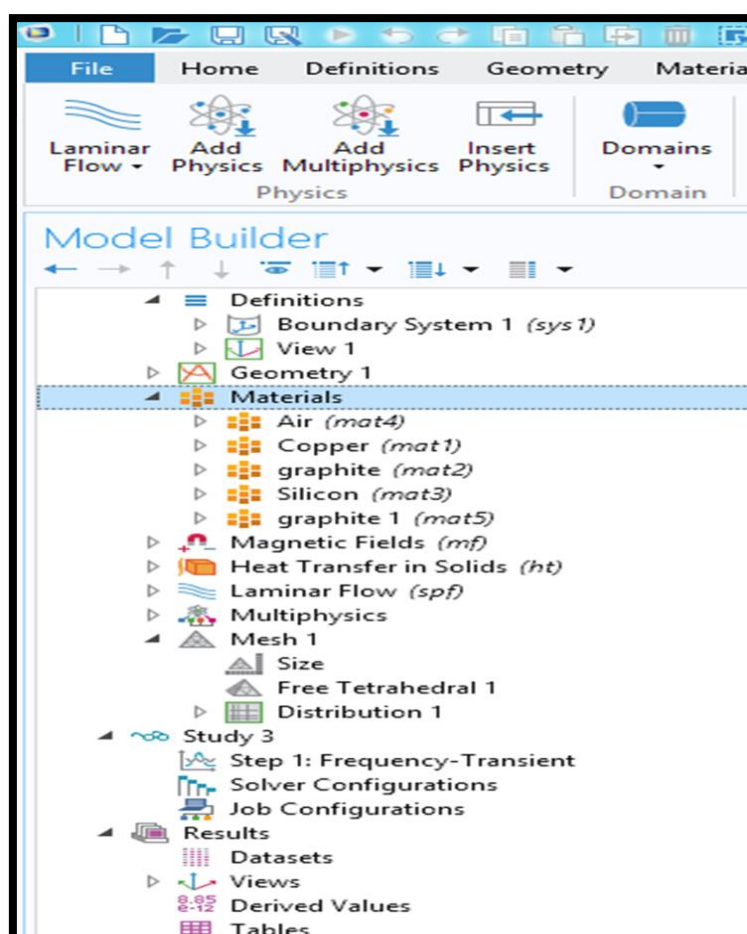 File Home Definitions Geometry Materia
Laminar Flow Add Physics Add Multiphysics Insert Physics Domains
Physics Domain
Model Builder
Definitions
Boundary System 1 (sys1)
View 1
Geometry 1
Materials
Air (mat4)
Copper (mat1)
graphite (mat2)
Silicon (mat3)
graphite 1 (mat5)
Magnetic Fields (mf)
Heat Transfer in Solids (ht)
Laminar Flow (spf)
Multiphysics
Mesh 1
Size
Free Tetrahedral 1
Distribution 1
Study 3
Step 1: Frequency-Transient
Solver Configurations
Job Configurations
Results
Datasets
Views
8.85
e-12 Derived Values
Tables